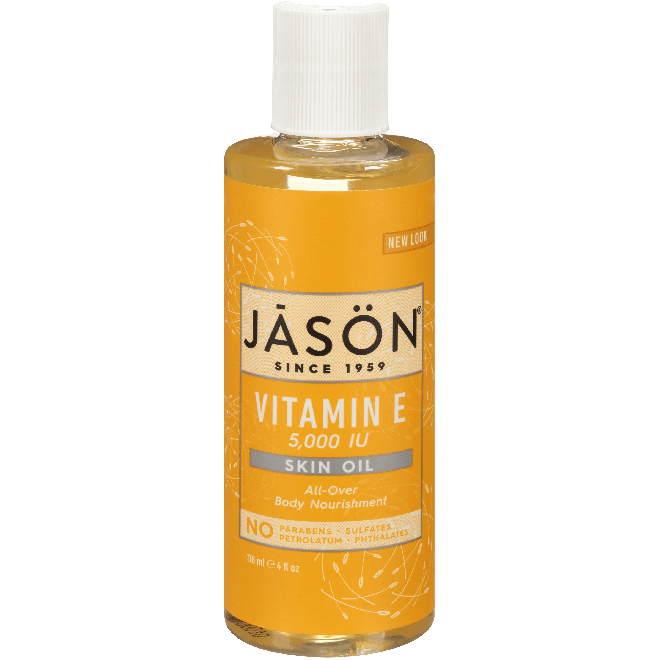 NEW LOOK
JĀSÖN®
SINCE 1959
VITAMIN E
5,000 IU
SKIN OIL
All-Over
Body Nourishment
NO PARABENS • SULFATES
PETROLATUM • PHTHALATES
118 ml ℮ 4 fl oz